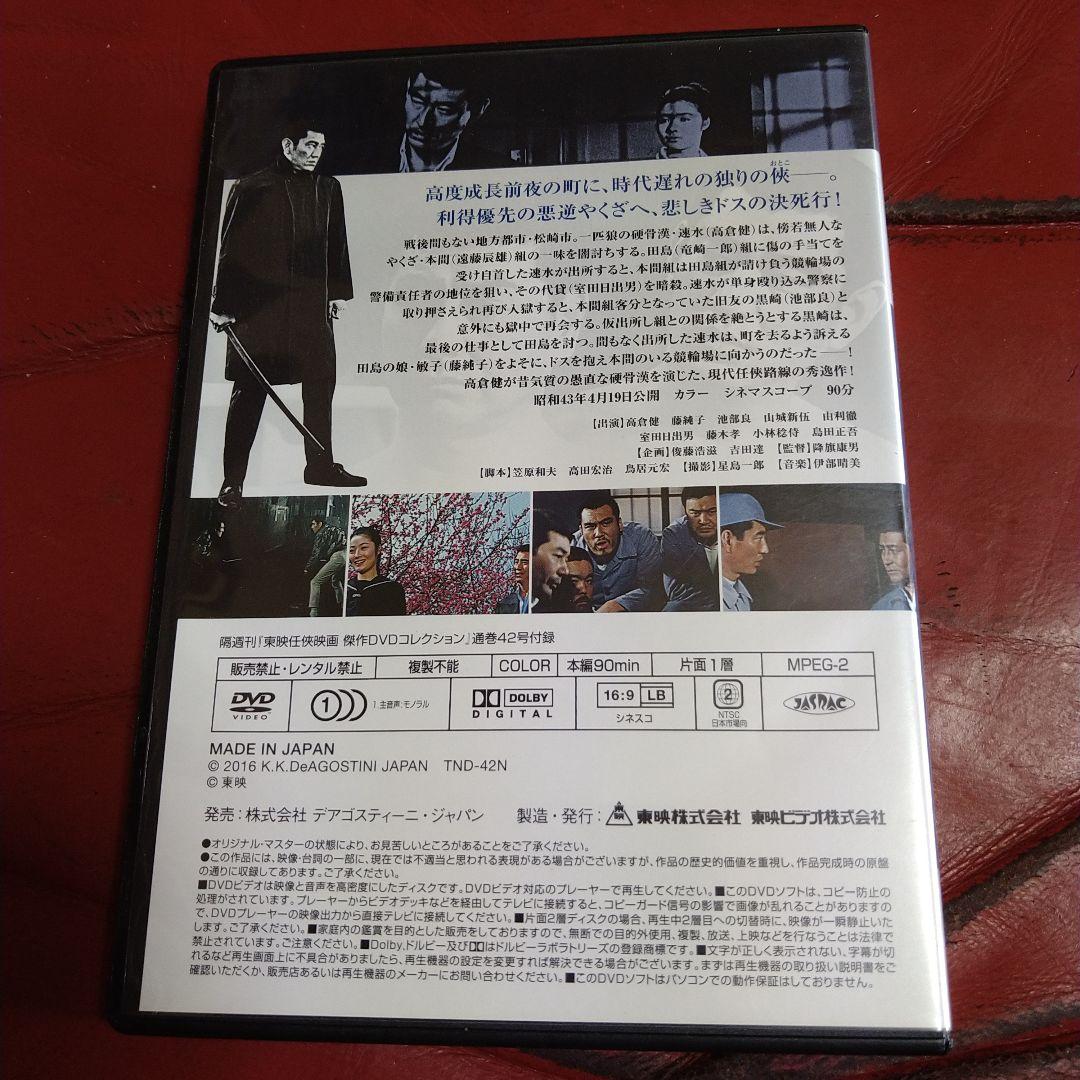 おとこ
高度成長前夜の町に、時代遅れの独りの俠――。
利得優先の悪逆やくざへ、悲しきドスの決死行！
戦後間もない地方都市・松崎市。一匹狼の硬骨漢・速水（高倉健）は、傍若無人な
やくざ・本間（遠藤辰雄）組の一味を闇討ちする。田島（竜崎一郎）組に傷の手当てを
受け自首した速水が出所すると、本間組は田島組が請け負う競輪場の
警備責任者の地位を狙い、その代貸（室田日出男）を暗殺。速水が単身殴り込み警察に
取り押さえられ再び入獄すると、本間組客分となっていた旧友の黒崎（池部良）と
意外にも獄中で再会する。仮出所し組との関係を絶とうとする黒崎は、
最後の仕事として田島を討つ。間もなく出所した速水は、町を去るよう訴える
田島の娘・敏子（藤純子）をよそに、ドスを抱え本間のいる競輪場に向かうのだった――！
高倉健が昔気質の愚直な硬骨漢を演じた、現代任俠路線の秀逸作！
昭和43年4月19日公開 カラー シネマスコープ 90分
【出演】高倉健 藤純子 池部良 山城新伍 由利徹
室田日出男 藤木孝 小林稔侍 島田正吾
【企画】俊藤浩滋 吉田達 【監督】降旗康男
【脚本】笠原和夫 高田宏治 鳥居元宏 【撮影】星島一郎 【音楽】伊部晴美
隔週刊『東映任俠映画 傑作DVDコレクション』通巻42号付録
販売禁止・レンタル禁止 複製不能 COLOR 本編90min 片面1層 MPEG-2
DVD VIDEO 1 1.主音声：モノラル DOLBY DIGITAL 16:9 LB シネスコ 2 NTSC 日本市場向 JASRAC
MADE IN JAPAN
© 2016 K.K.DeAGOSTINI JAPAN TND-42N
© 東映
発売：株式会社 デアゴスティーニ・ジャパン 製造・発行： 東映 東映株式会社 東映ビデオ株式会社
●オリジナル・マスターの状態により、お見苦しいところがあることをご了承ください。
●この作品には、映像・台詞の一部に、現在では不適当と思われる表現がある場合がございますが、作品の歴史的価値を重視し、作品完成時の原盤
の通りに収録してあります。ご了承ください。
■DVDビデオは映像と音声を高密度にしたディスクです。DVDビデオ対応のプレーヤーで再生してください。■このDVDソフトは、コピー防止の
処理がされています。プレーヤーからビデオデッキなどを経由してテレビに接続すると、コピーガード信号の影響で画像が乱れることがありますの
で、DVDプレーヤーの映像出力から直接テレビに接続してください。■片面2層ディスクの場合、再生中2層目への切替時に、映像が一瞬静止いた
します。ご了承ください。■家庭内の鑑賞を目的とした販売をしておりますので、無断での目的外使用、複製、放送、上映などを行なうことは法律で
禁止されています。ご注意ください。■Dolby、ドルビー及びDDはドルビーラボラトリーズの登録商標です。■文字が正しく表示されない、字幕が切
れるなど再生画面上に不具合がありましたら、再生機器の設定を変更すれば解決できる場合がございます。まずは再生機器の取り扱い説明書をご
確認いただくか、販売店あるいは再生機器のメーカーにお問い合わせください。■このDVDソフトはパソコンでの動作保証はしておりません。